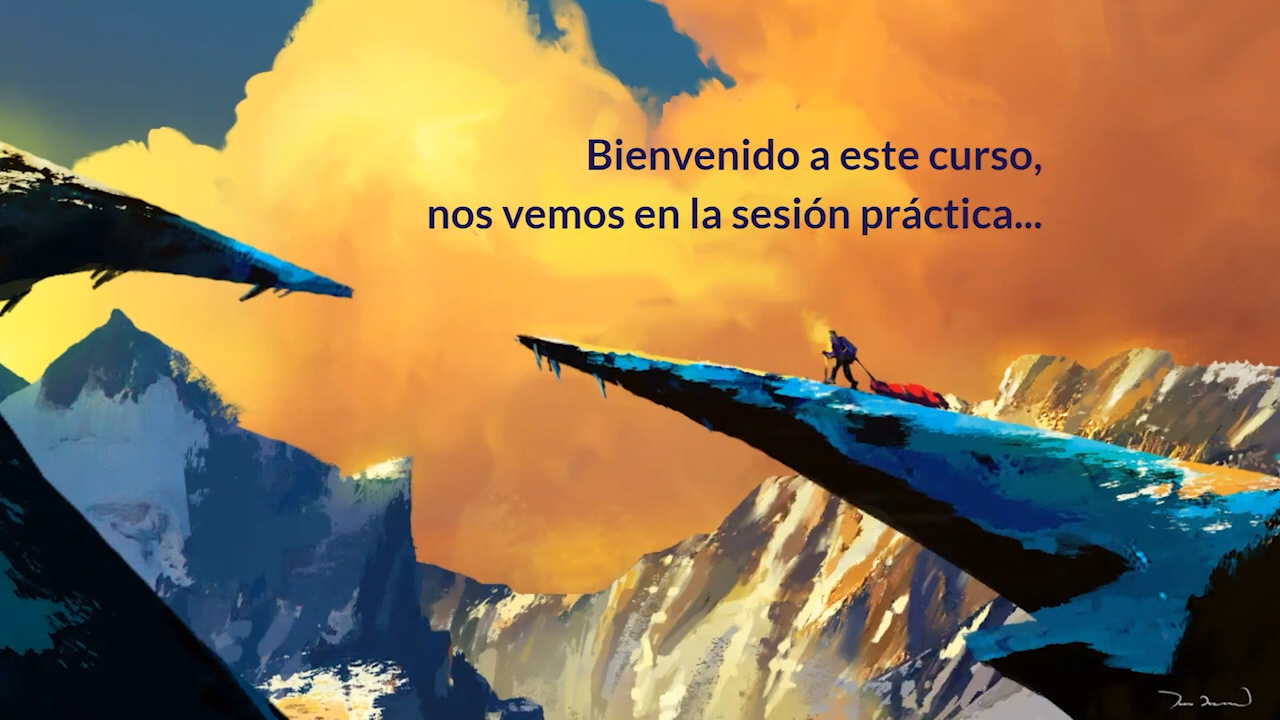 Bienvenido a este curso,
nos vemos en la sesión práctica...